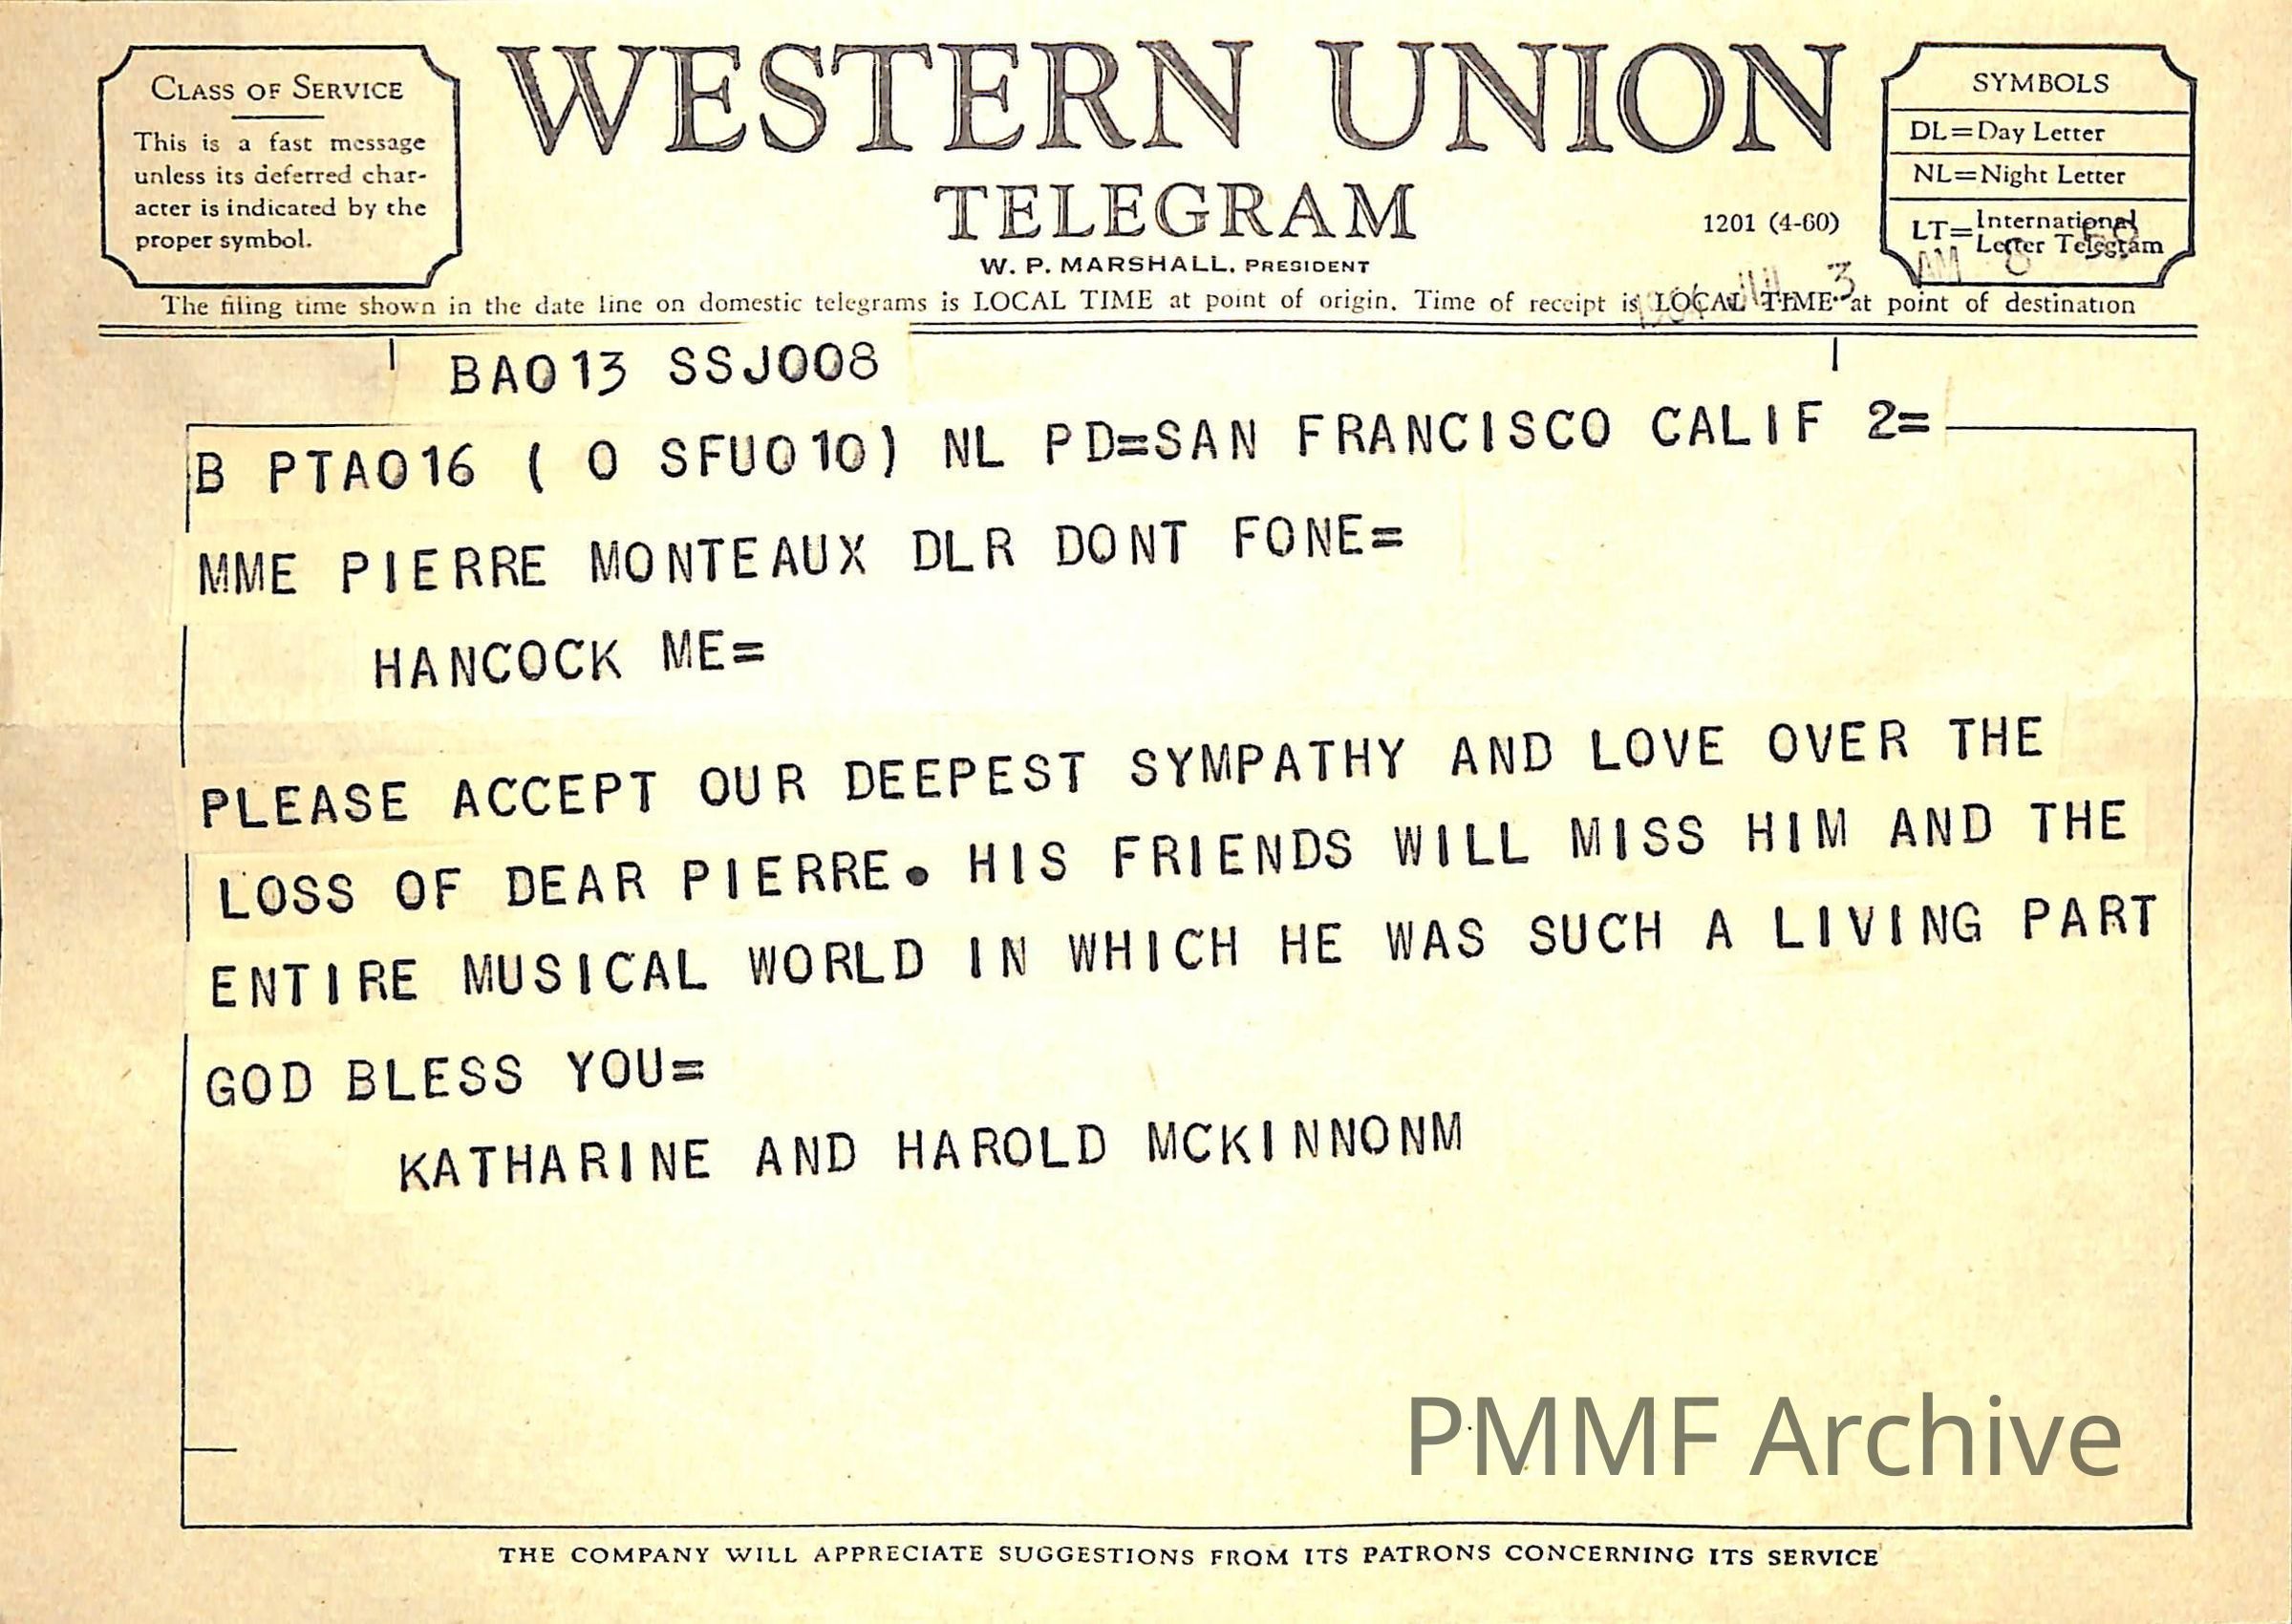 CLASS OF SERVICE
This is a fast message
unless its deferred char-
acter is indicated by the
proper symbol.
WESTERN UNION
TELEGRAM
W. P. MARSHALL, PRESIDENT
1201 (4-60)
SYMBOLS
DL=Day Letter
NL=Night Letter
LT=International
Letter Telegram
The filing time shown in the date line on domestic telegrams is LOCAL TIME at point of origin. Time of receipt is LOCAL TIME at point of destination
JUL 3 AM 8
BA013 SSJ008
B PTA016 ( O SFU010) NL PD=SAN FRANCISCO CALIF 2=
MME PIERRE MONTEAUX DLR DONT FONE=
HANCOCK ME=
PLEASE ACCEPT OUR DEEPEST SYMPATHY AND LOVE OVER THE
LOSS OF DEAR PIERRE. HIS FRIENDS WILL MISS HIM AND THE
ENTIRE MUSICAL WORLD IN WHICH HE WAS SUCH A LIVING PART
GOD BLESS YOU=
KATHARINE AND HAROLD MCKINNONM
PMMF Archive
THE COMPANY WILL APPRECIATE SUGGESTIONS FROM ITS PATRONS CONCERNING ITS SERVICE